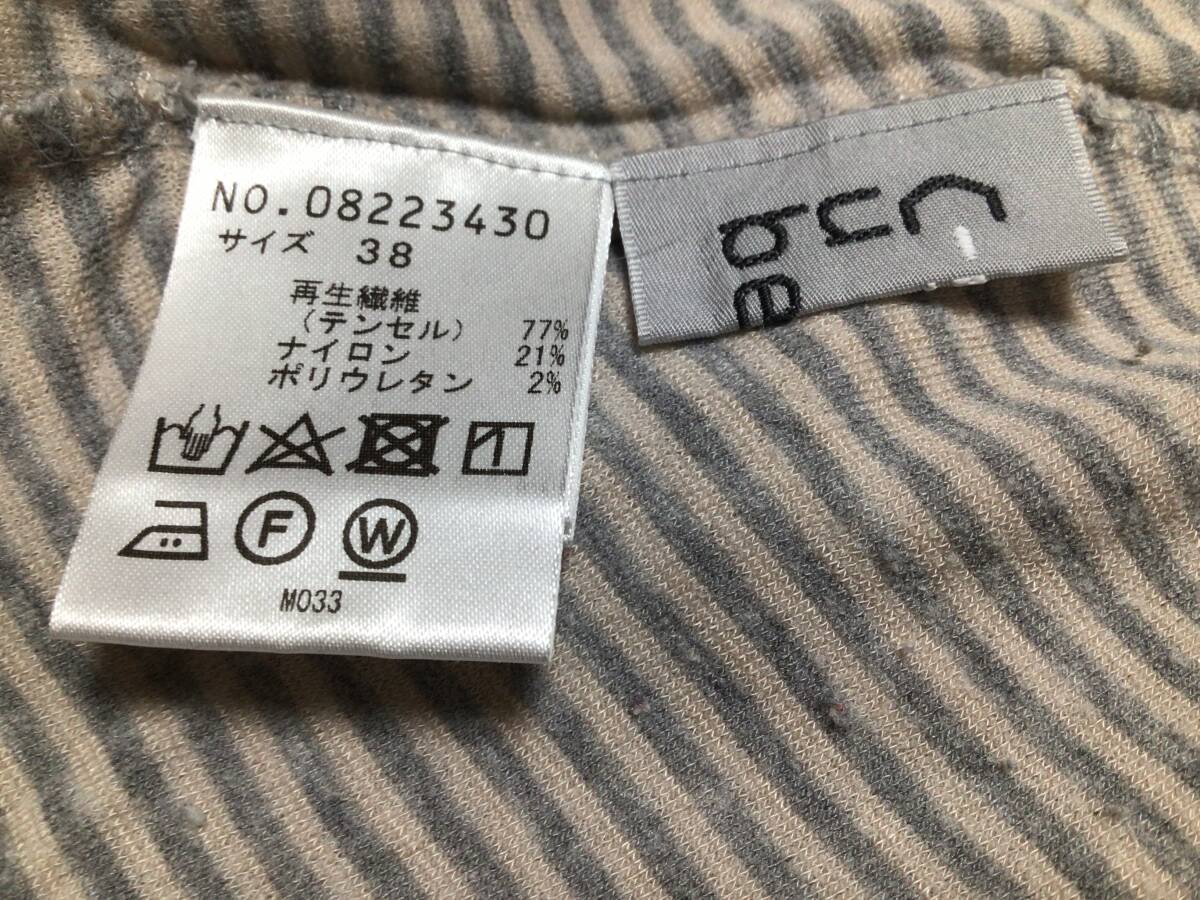 NO.08223430
サイズ 38
再生繊維
（テンセル） 77%
ナイロン 21%
ポリウレタン 2%
F W
M033